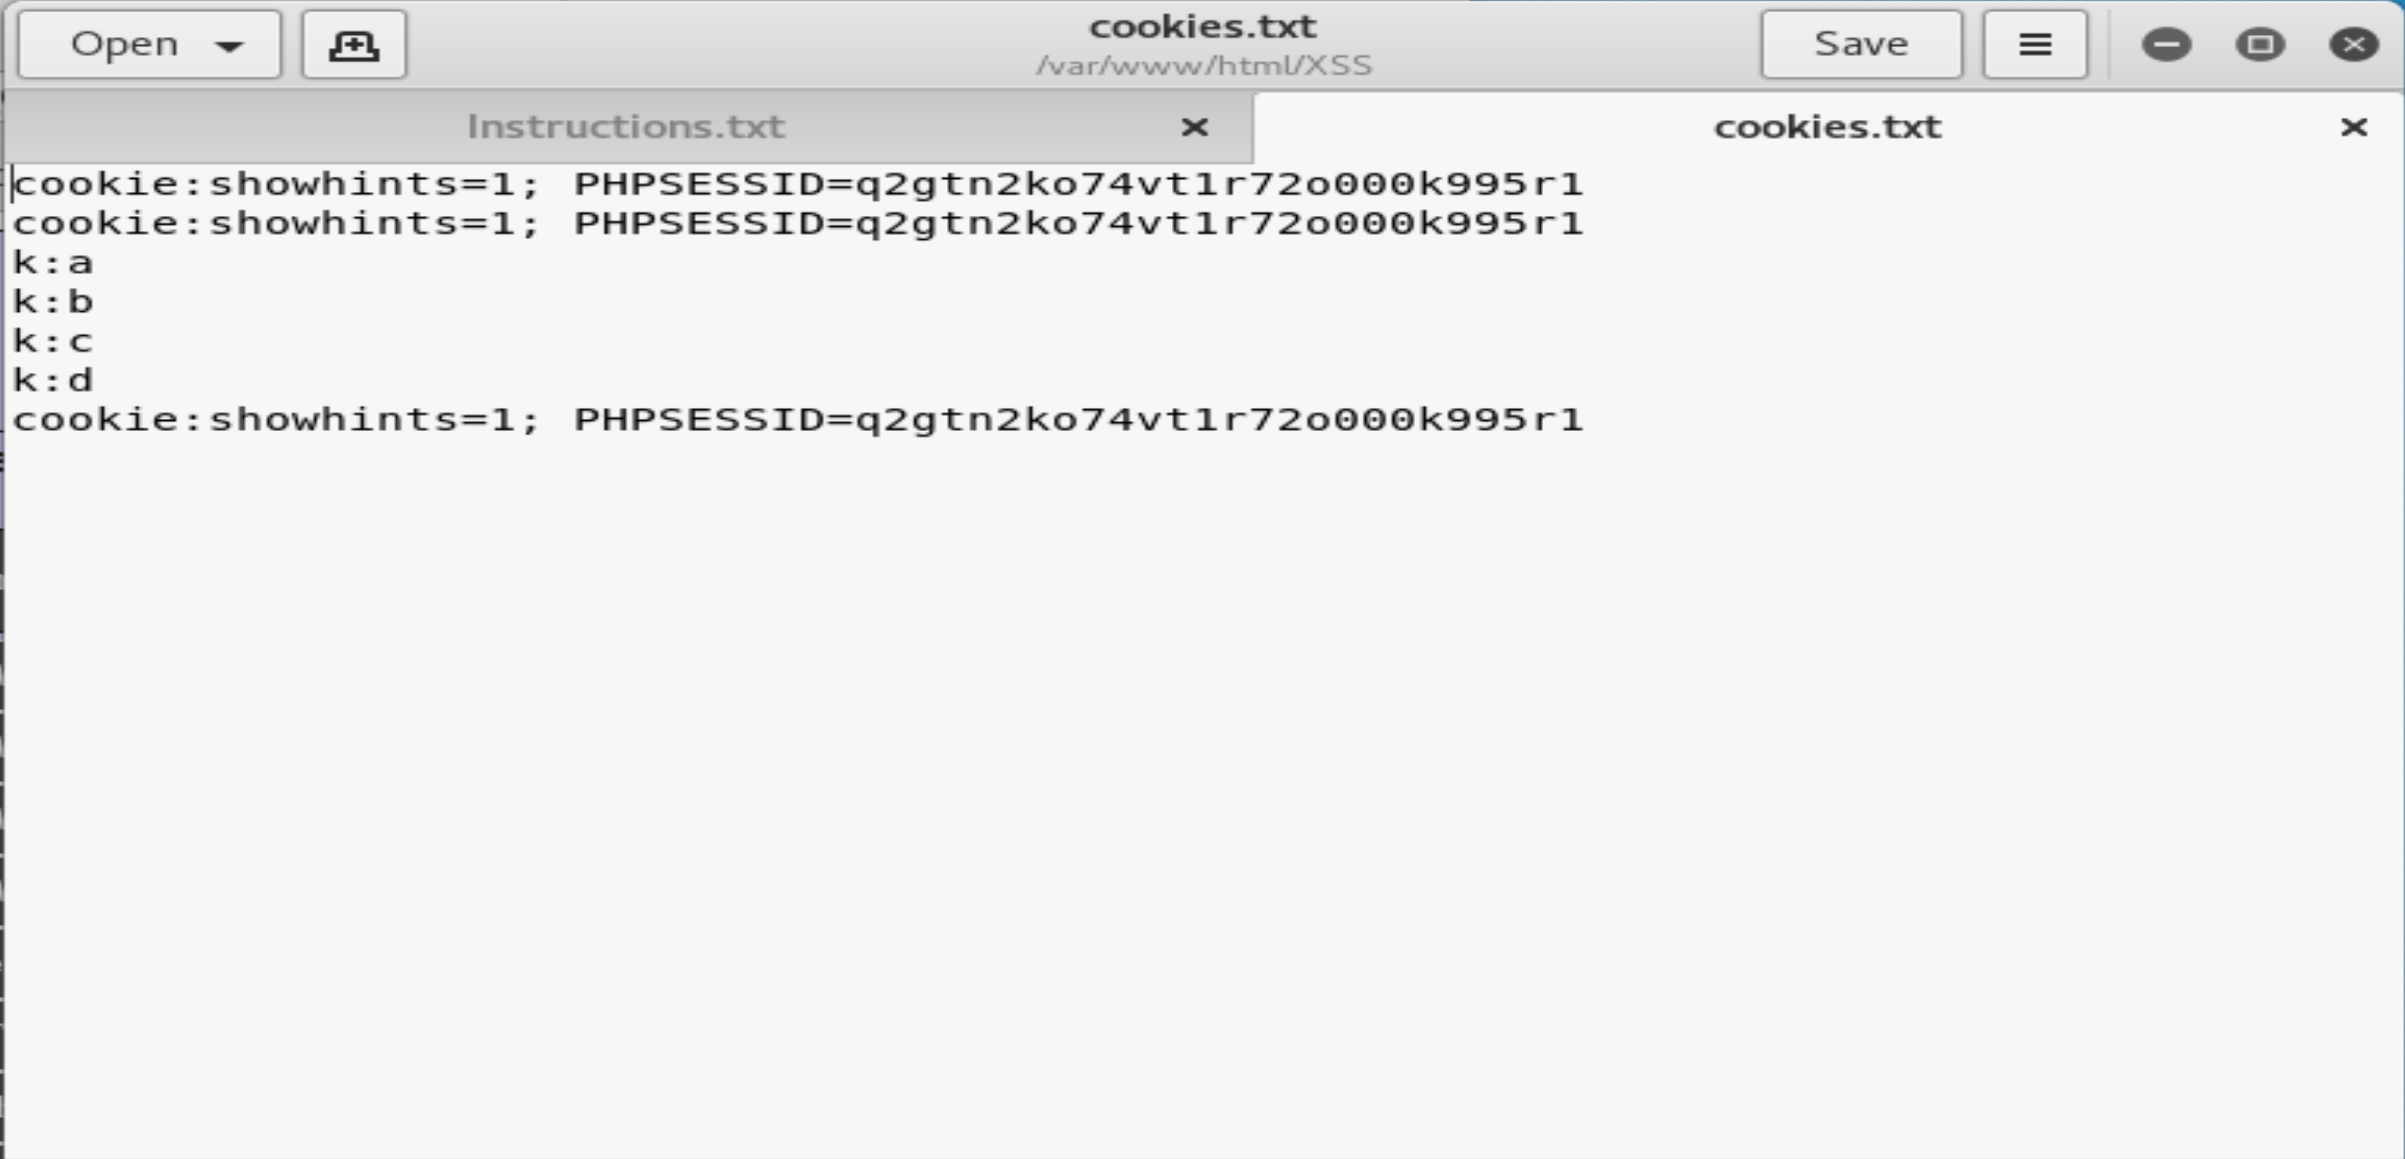 Open
cookies.txt
/var/www/html/XSS
Save
Instructions.txt
cookies.txt
cookie:showhints=1; PHPSESSID=q2gtn2ko74vt1r72o000k995r1
cookie:showhints=1; PHPSESSID=q2gtn2ko74vt1r72o000k995r1
k:a
k:b
k:c
k:d
cookie:showhints=1; PHPSESSID=q2gtn2ko74vt1r72o000k995r1